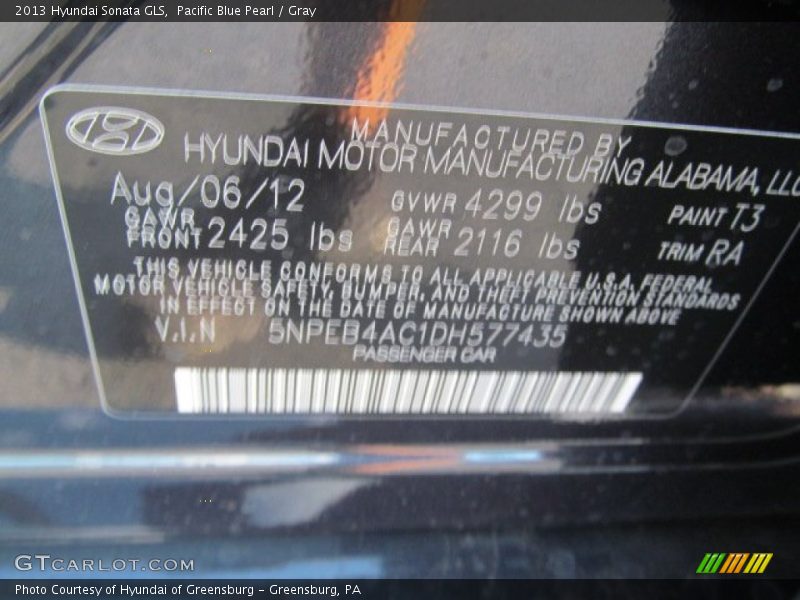 2013 Hyundai Sonata GLS, Pacific Blue Pearl / Gray
MANUFACTURED BY
HYUNDAI MOTOR MANUFACTURING ALABAMA, LLC
Aug/06/12 GVWR 4299 lbs PAINT T3
GAWR FRONT 2425 lbs GAWR REAR 2116 lbs TRIM RA
THIS VEHICLE CONFORMS TO ALL APPLICABLE U.S.A. FEDERAL
MOTOR VEHICLE SAFETY, BUMPER, AND THEFT PREVENTION STANDARDS
IN EFFECT ON THE DATE OF MANUFACTURE SHOWN ABOVE
V.I.N 5NPEB4AC1DH577435
PASSENGER CAR
GTCARLOT.COM
Photo Courtesy of Hyundai of Greensburg - Greensburg, PA